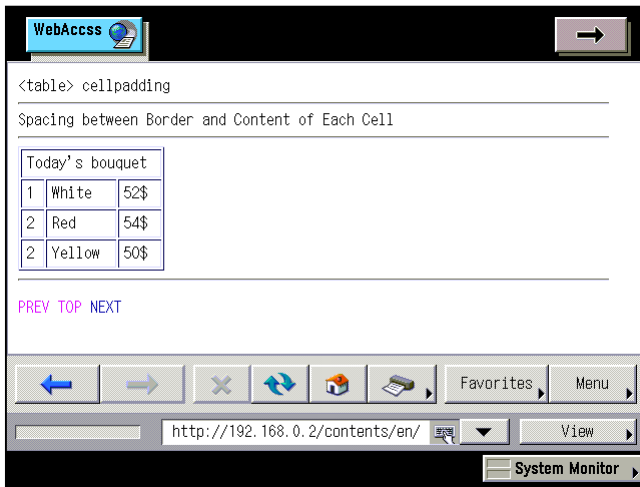 WebAccss
<table> cellpadding
Spacing between Border and Content of Each Cell
Today's bouquet
1 White 52$
2 Red 54$
2 Yellow 50$
PREV TOP NEXT
Favorites Menu
http://192.168.0.2/contents/en/ View
System Monitor